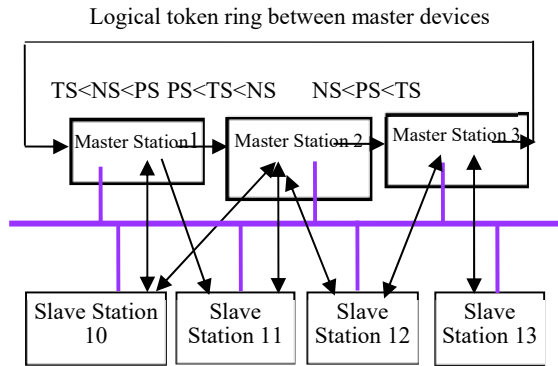 Logical token ring between master devices
TS<NS<PS PS<TS<NS NS<PS<TS
Master Station1
Master Station 2
Master Station 3
Slave Station
10
Slave
Station 11
Slave
Station 12
Slave
Station 13